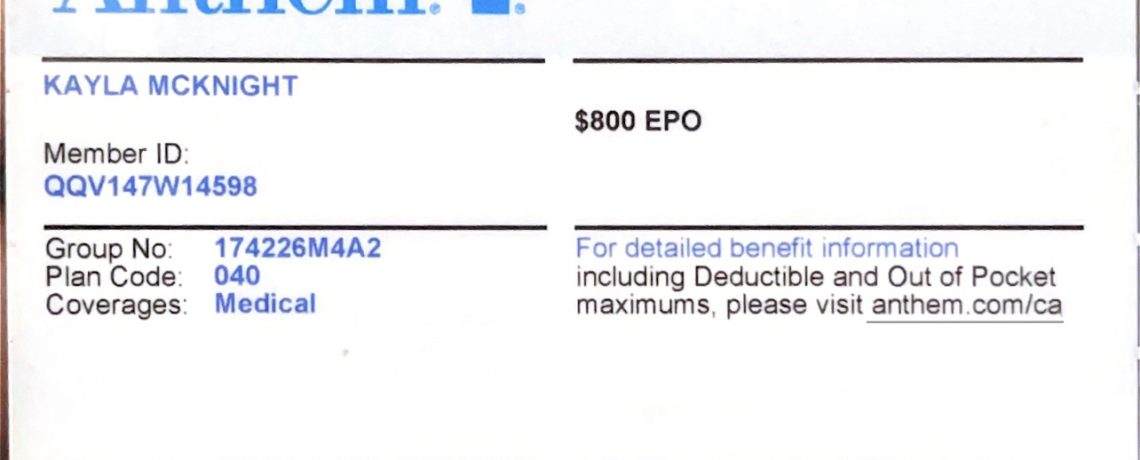 Anthem
KAYLA MCKNIGHT
$800 EPO
Member ID:
QQV147W14598
Group No: 174226M4A2
Plan Code: 040
Coverages: Medical
For detailed benefit information
including Deductible and Out of Pocket
maximums, please visit anthem.com/ca